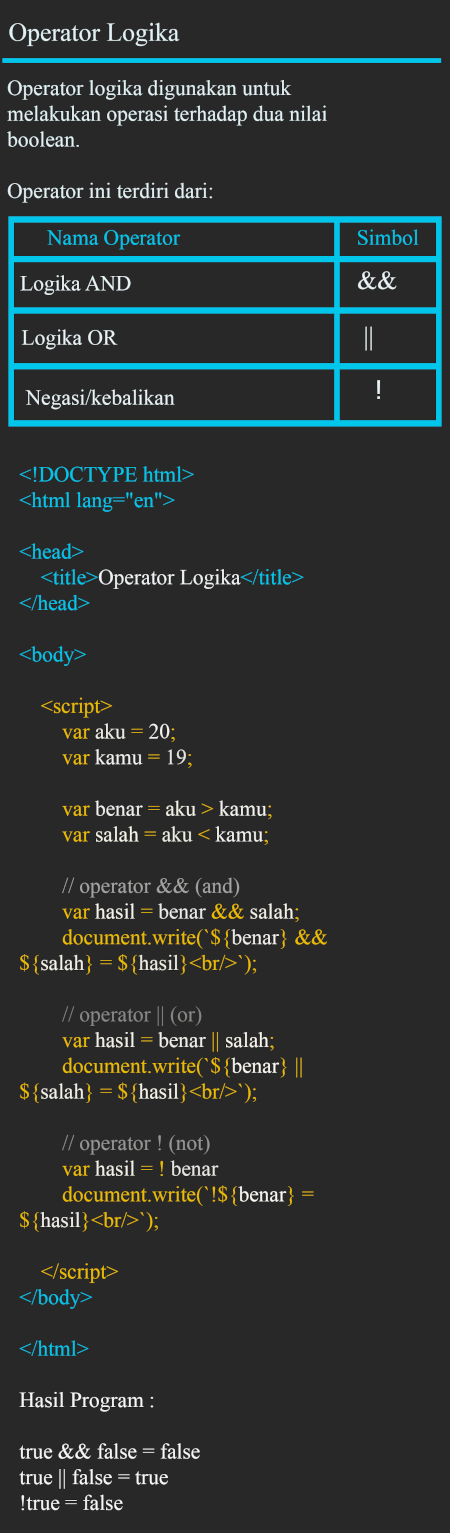 Operator Logika
Operator logika digunakan untuk
melakukan operasi terhadap dua nilai
boolean.
Operator ini terdiri dari:
Nama Operator Simbol
Logika AND &&
Logika OR ||
Negasi/kebalikan !
<!DOCTYPE html>
<html lang="en">
<head>
<title>Operator Logika</title>
</head>
<body>
<script>
var aku = 20;
var kamu = 19;
var benar = aku > kamu;
var salah = aku < kamu;
// operator && (and)
var hasil = benar && salah;
document.write(`${benar} &&
${salah} = ${hasil}<br/>`);
// operator || (or)
var hasil = benar || salah;
document.write(`${benar} ||
${salah} = ${hasil}<br/>`);
// operator ! (not)
var hasil = ! benar
document.write(`!${benar} =
${hasil}<br/>`);
</script>
</body>
</html>
Hasil Program :
true && false = false
true || false = true
!true = false